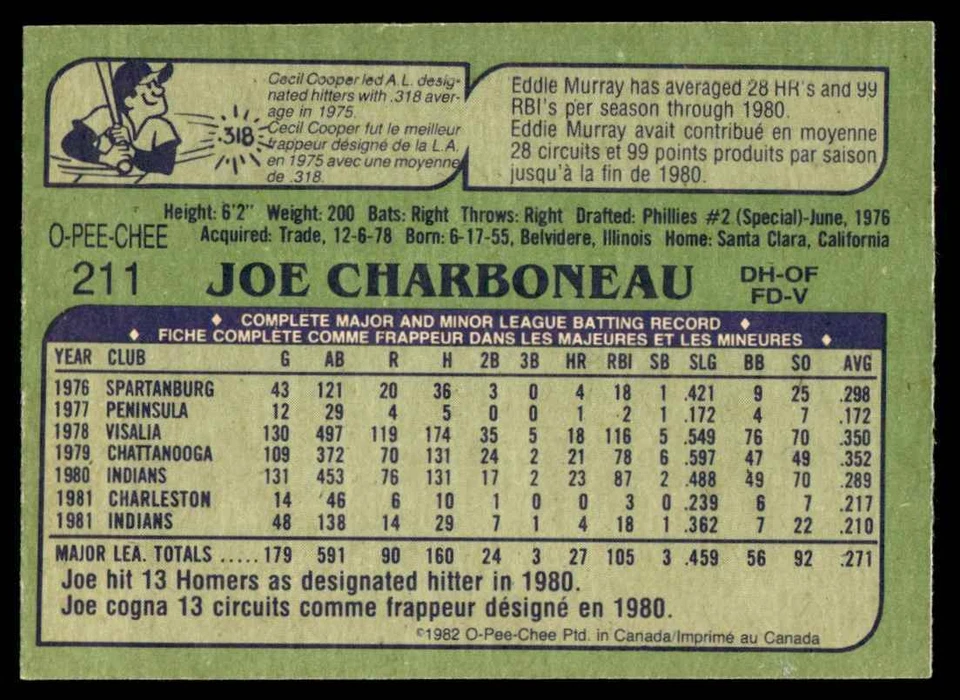 Cecil Cooper led A.L. desig-
nated hitters with .318 aver-
age in 1975.
Cecil Cooper fut le meilleur
frappeur désigné de la L.A.
en 1975 avec une moyenne
de .318.
.318
Eddie Murray has averaged 28 HR's and 99
RBI's per season through 1980.
Eddie Murray avait contribué en moyenne
28 circuits et 99 points produits par saison
jusqu'à la fin de 1980.
O-PEE-CHEE
Height: 6'2" Weight: 200 Bats: Right Throws: Right Drafted: Phillies #2 (Special)-June, 1976
Acquired: Trade, 12-6-78 Born: 6-17-55, Belvidere, Illinois Home: Santa Clara, California
211 JOE CHARBONEAU DH-OF
FD-V
♦ COMPLETE MAJOR AND MINOR LEAGUE BATTING RECORD ♦
♦ FICHE COMPLÈTE COMME FRAPPEUR DANS LES MAJEURES ET LES MINEURES ♦
YEAR CLUB G AB R H 2B 3B HR RBI SB SLG BB SO AVG
1976 SPARTANBURG 43 121 20 36 3 0 4 18 1 .421 9 25 .298
1977 PENINSULA 12 29 4 5 0 0 1 2 1 .172 4 7 .172
1978 VISALIA 130 497 119 174 35 5 18 116 5 .549 76 70 .350
1979 CHATTANOOGA 109 372 70 131 24 2 21 78 6 .597 47 49 .352
1980 INDIANS 131 453 76 131 17 2 23 87 2 .488 49 70 .289
1981 CHARLESTON 14 46 6 10 1 0 0 3 0 .239 6 7 .217
1981 INDIANS 48 138 14 29 7 1 4 18 1 .362 7 22 .210
MAJOR LEA. TOTALS .....179 591 90 160 24 3 27 105 3 .459 56 92 .271
Joe hit 13 Homers as designated hitter in 1980.
Joe cogna 13 circuits comme frappeur désigné en 1980.
©1982 O-Pee-Chee Ptd. in Canada/Imprimé au Canada